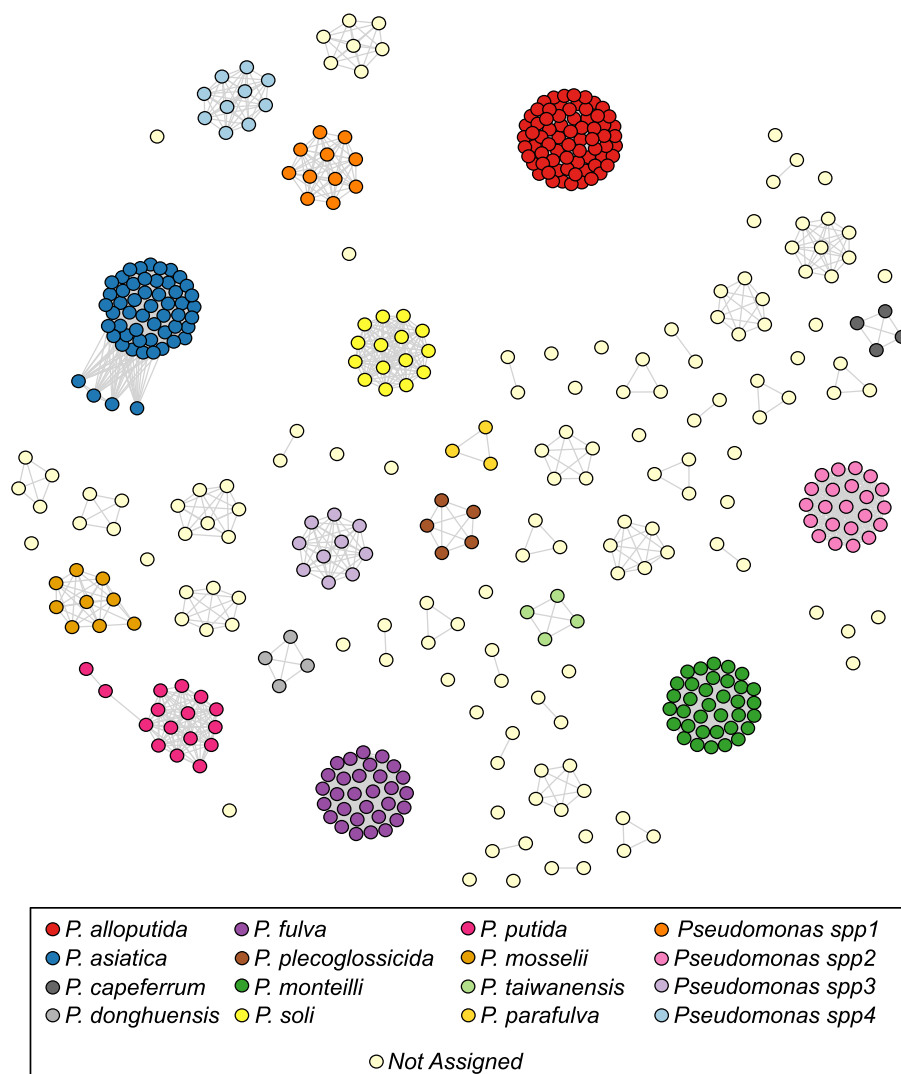 P. alloputida P. fulva P. putida Pseudomonas spp1
P. asiatica P. plecoglossicida P. mosselii Pseudomonas spp2
P. capeferrum P. monteilli P. taiwanensis Pseudomonas spp3
P. donghuensis P. soli P. parafulva Pseudomonas spp4
Not Assigned